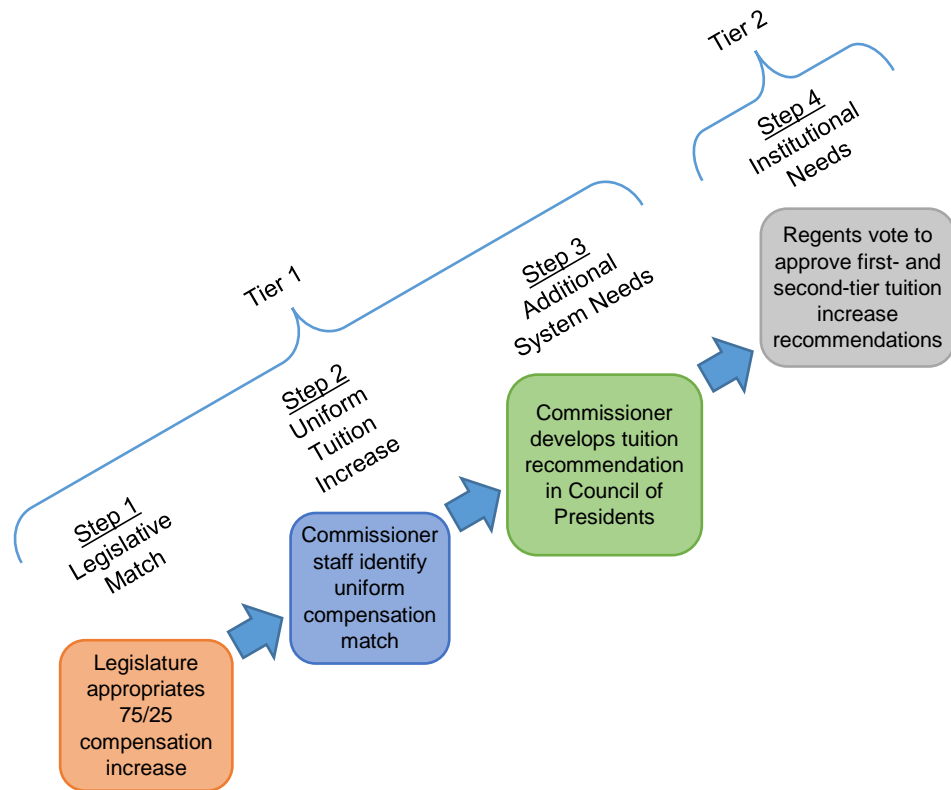 Tier 1
Step 1
Legislative
Match
Legislature
appropriates
75/25
compensation
increase
Step 2
Uniform
Tuition
Increase
Commissioner
staff identify
uniform
compensation
match
Step 3
Additional
System Needs
Commissioner
develops tuition
recommendation
in Council of
Presidents
Tier 2
Step 4
Institutional
Needs
Regents vote to
approve first- and
second-tier tuition
increase
recommendations